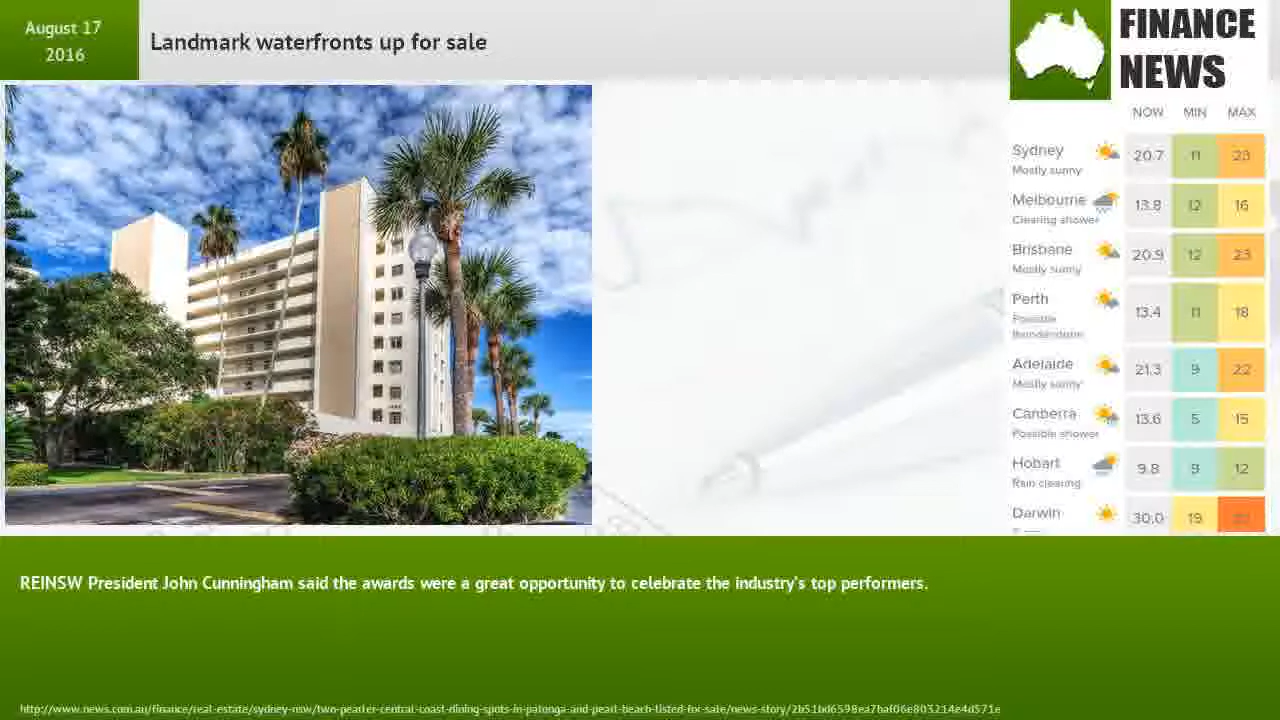 August 17
2016
Landmark waterfronts up for sale
FINANCE
NEWS
NOW MIN MAX
Sydney 20.7 11 23
Mostly sunny
Melbourne 13.8 12 16
Clearing shower
Brisbane 20.9 12 23
Mostly sunny
Perth 13.4 11 18
Possible
thunderstorm
Adelaide 21.3 9 22
Mostly sunny
Canberra 13.6 5 15
Possible shower
Hobart 9.8 9 12
Rain clearing
Darwin 30.0 19
REINSW President John Cunningham said the awards were a great opportunity to celebrate the industry's top performers.
http://www.news.com.au/finance/real-estate/sydney-nsw/two-pearler-central-coast-dining-spots-in-patonga-and-pearl-beach-listed-for-sale/news-story/2b51bd6598ea7baf06e803214e4d571e